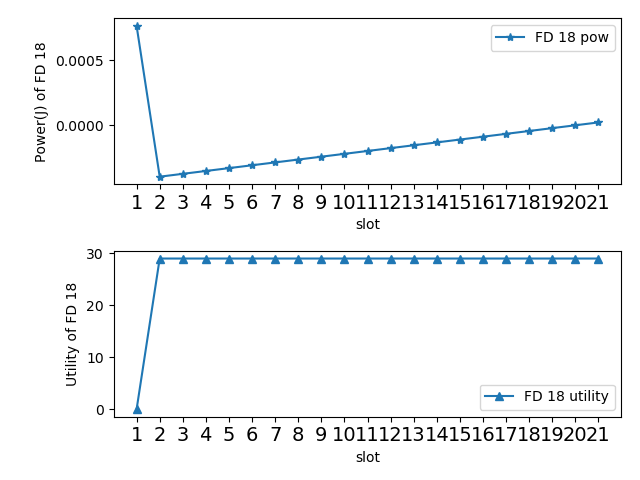 Power(J) of FD 18
0.0005
0.0000
FD 18 pow
1 2 3 4 5 6 7 8 9 10 11 12 13 14 15 16 17 18 19 20 21
slot
Utility of FD 18
30
20
10
0
FD 18 utility
1 2 3 4 5 6 7 8 9 10 11 12 13 14 15 16 17 18 19 20 21
slot